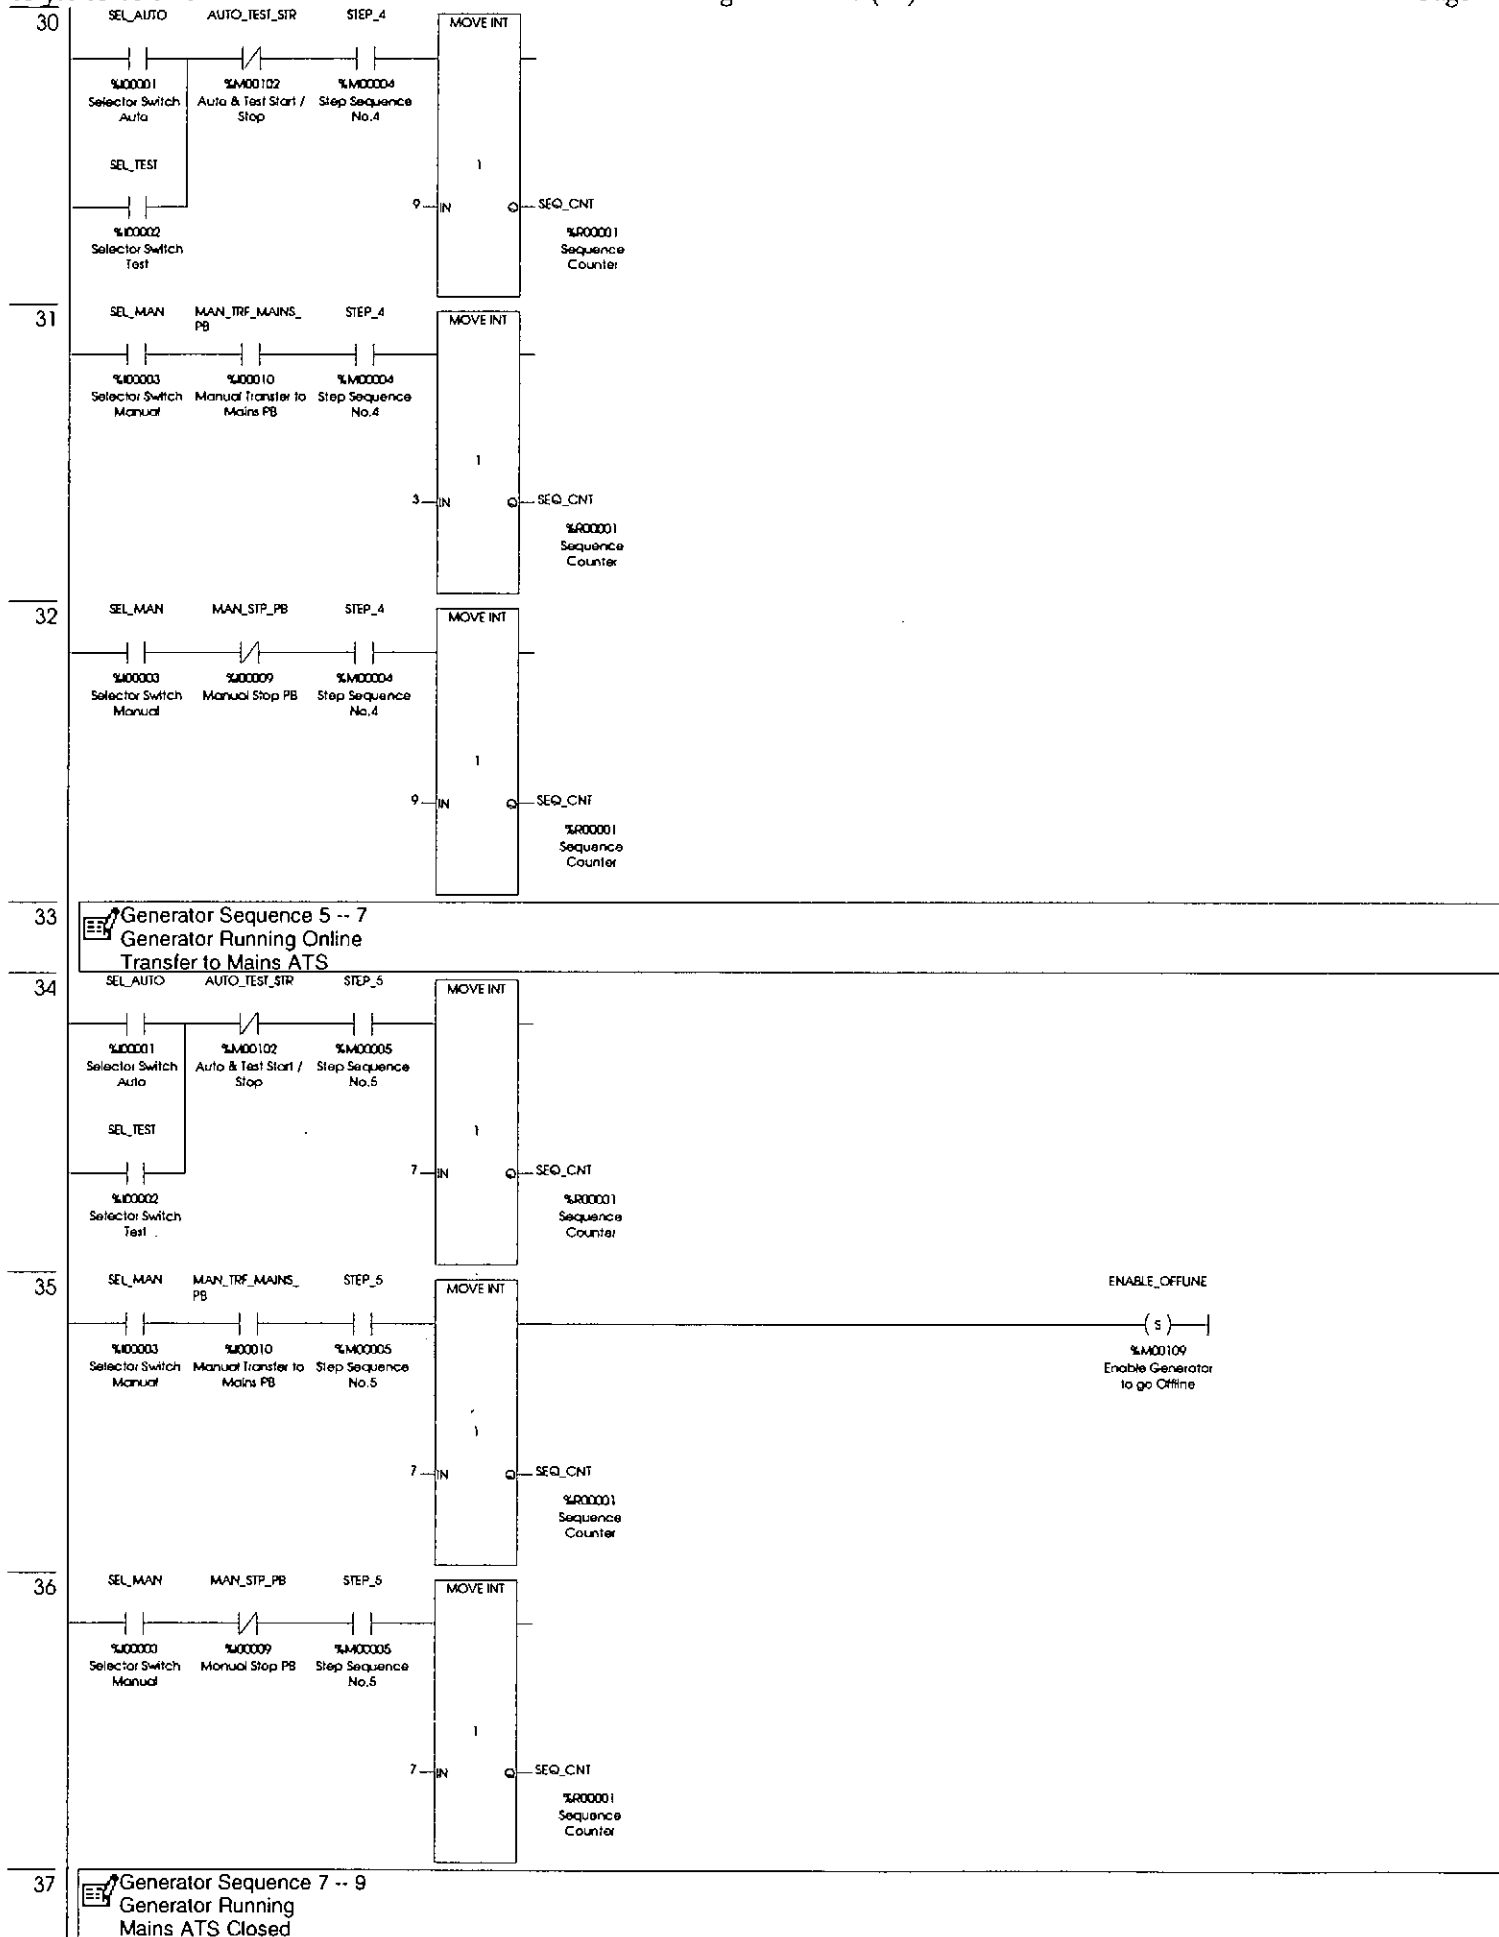 30
SEL_AUTO AUTO_TEST_STR STEP_4 MOVE INT
%I00001 %M00102 %M00004
Selector Switch Auto & Test Start / Step Sequence
Auto Stop No.4
SEL_TEST 1
9 IN Q SEQ_CNT
%I00002 %R00001
Selector Switch Sequence
Test Counter
31
SEL_MAN MAN_TRF_MAINS_ STEP_4 MOVE INT
PB
%I00003 %I00010 %M00004
Selector Switch Manual Transfer to Step Sequence
Manual Mains PB No.4
1
3 IN Q SEQ_CNT
%R00001
Sequence
Counter
32
SEL_MAN MAN_STP_PB STEP_4 MOVE INT
%I00003 %I00009 %M00004
Selector Switch Manual Stop PB Step Sequence
Manual No.4
1
9 IN Q SEQ_CNT
%R00001
Sequence
Counter
33
Generator Sequence 5 -- 7
Generator Running Online
Transfer to Mains ATS
34
SEL_AUTO AUTO_TEST_STR STEP_5 MOVE INT
%I00001 %M00102 %M00005
Selector Switch Auto & Test Start / Step Sequence
Auto Stop No.5
SEL_TEST 1
7 IN Q SEQ_CNT
%I00002 %R00001
Selector Switch Sequence
Test Counter
35
SEL_MAN MAN_TRF_MAINS_ STEP_5 MOVE INT ENABLE_OFFLINE
PB
S
%I00003 %I00010 %M00005 %M00109
Selector Switch Manual Transfer to Step Sequence Enable Generator
Manual Mains PB No.5 to go Offline
1
7 IN Q SEQ_CNT
%R00001
Sequence
Counter
36
SEL_MAN MAN_STP_PB STEP_5 MOVE INT
%I00003 %I00009 %M00005
Selector Switch Manual Stop PB Step Sequence
Manual No.5
1
7 IN Q SEQ_CNT
%R00001
Sequence
Counter
37
Generator Sequence 7 -- 9
Generator Running
Mains ATS Closed